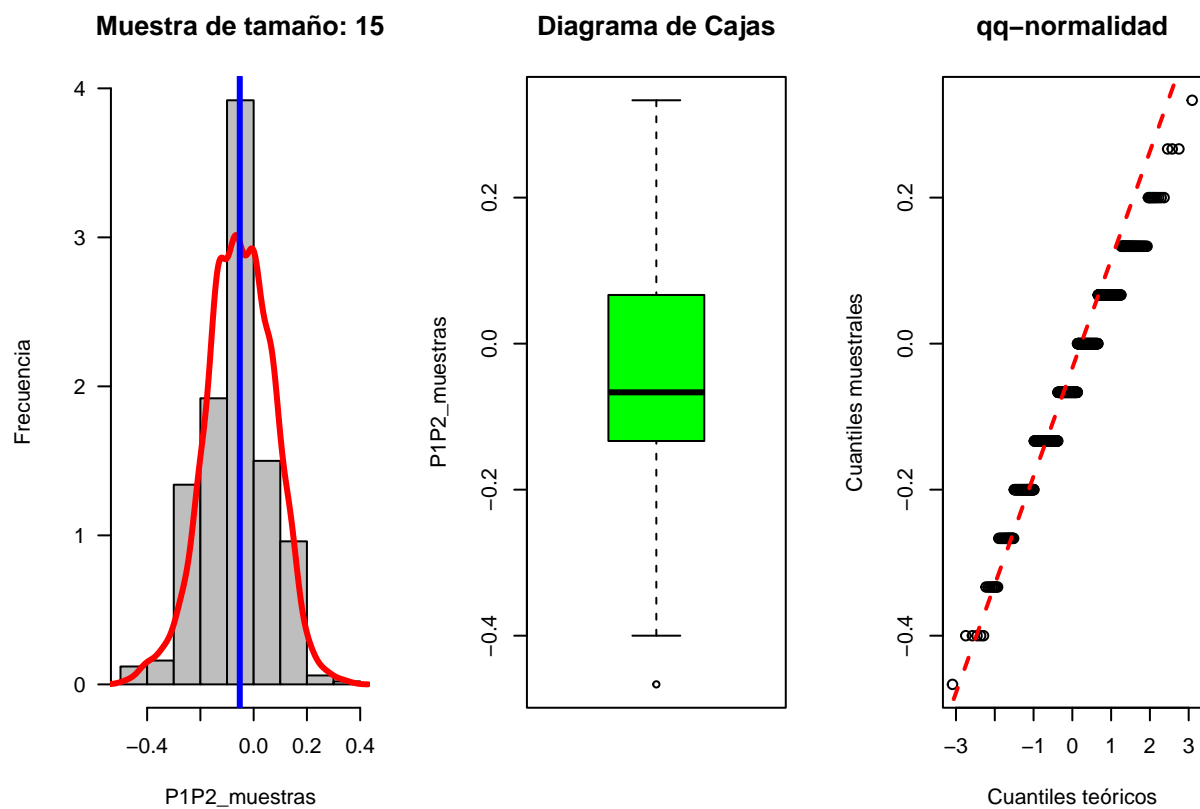 Muestra de tamaño: 15
Frecuencia
4
3
2
1
0
−0.4
0.0
0.2
0.4
P1P2_muestras
Diagrama de Cajas
P1P2_muestras
0.2
0.0
−0.2
−0.4
qq−normalidad
Cuantiles muestrales
0.2
0.0
−0.2
−0.4
−3
−1
0
1
2
3
Cuantiles teóricos